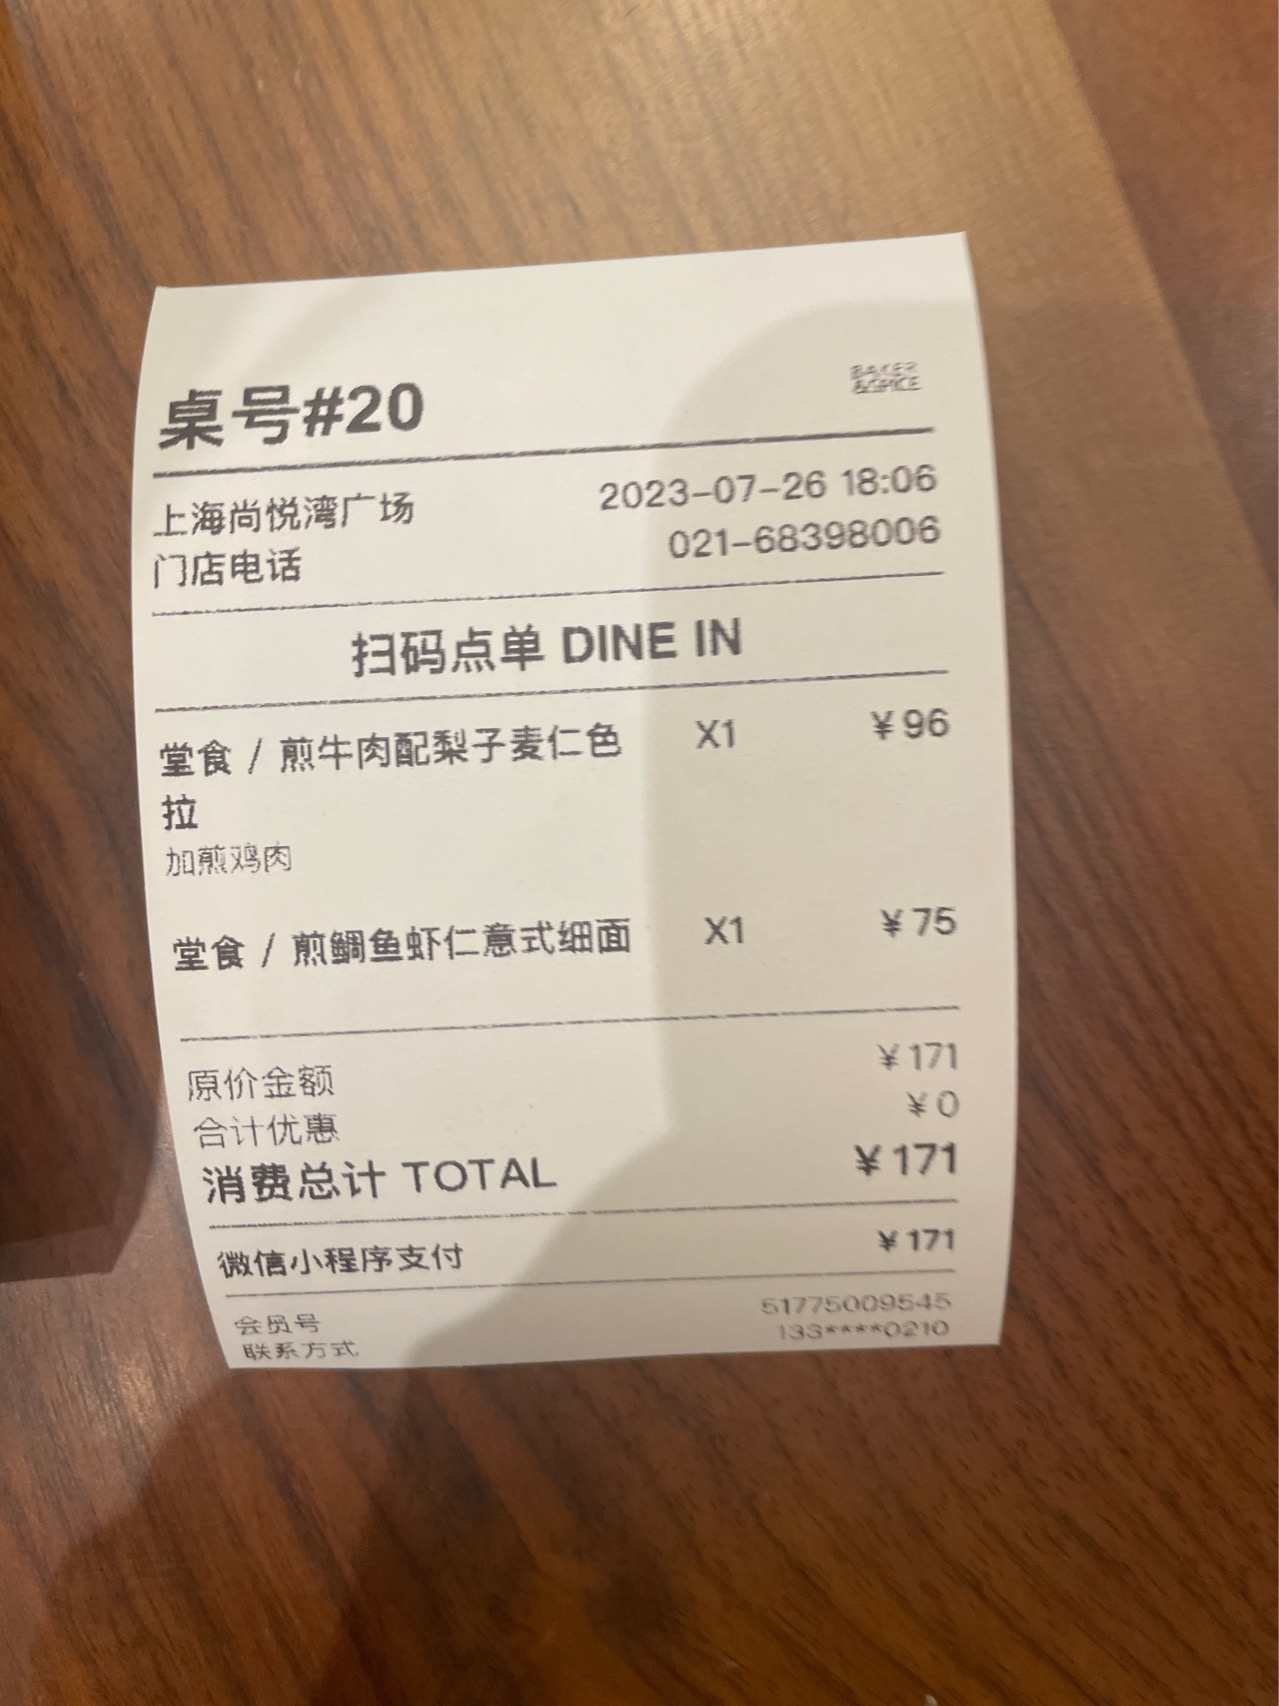 桌号#20
BAKER
&SPICE
上海尚悦湾广场 2023-07-26 18:06
门店电话 021-68398006
扫码点单 DINE IN
堂食 / 煎牛肉配梨子麦仁色 X1 ¥96
拉
加煎鸡肉
堂食 / 煎鲷鱼虾仁意式细面 X1 ¥75
原价金额 ¥171
合计优惠 ¥0
消费总计 TOTAL ¥171
微信小程序支付 ¥171
会员号 51775009545
联系方式 133****0210